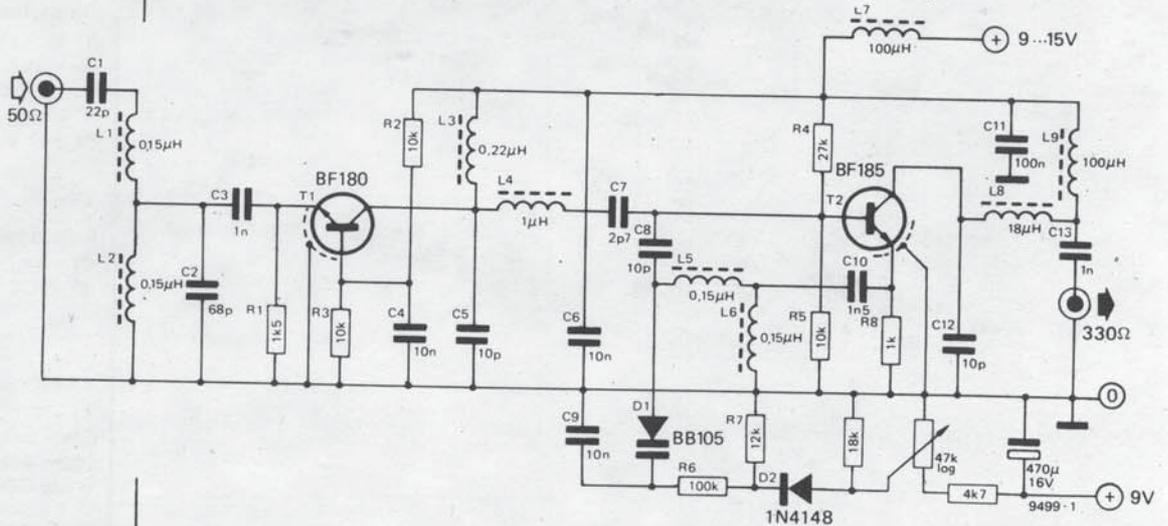 L7
100µH
+ 9...15V
C1
22p
50Ω
L1
0,15µH
R2
10k
L3
0,22µH
R4
27k
C11
100n
L9
100µH
BF180
BF185
L4
1µH
C3
1n
T1
C7
2p7
T2
L8
18µH
C8
10p
C13
1n
L2
0,15µH
C2
68p
L5
0,15µH
C10
1n5
R1
1k5
R3
10k
C4
10n
C5
10p
C6
10n
L6
0,15µH
R5
10k
R8
1k
C12
10p
330Ω
0
C9
10n
D1
BB105
R7
12k
18k
47k
log
470µ
16V
R6
100k
D2
1N4148
4k7
+ 9V
9499-1